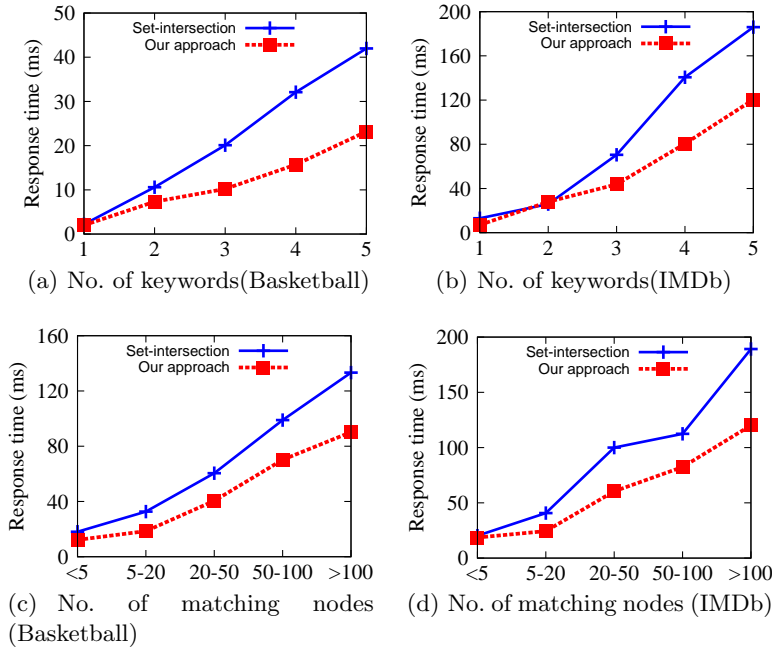 50
40
30
20
10
0
Response time (ms)
Set-intersection
Our approach
1 2 3 4 5
(a) No. of keywords(Basketball)
200
160
120
80
40
0
Response time (ms)
Set-intersection
Our approach
1 2 3 4 5
(b) No. of keywords(IMDb)
160
120
80
40
0
Response time (ms)
Set-intersection
Our approach
<5 5-20 20-50 50-100 >100
(c) No. of matching nodes
(Basketball)
200
150
100
50
0
Response time (ms)
Set-intersection
Our approach
<5 5-20 20-50 50-100 >100
(d) No. of matching nodes (IMDb)